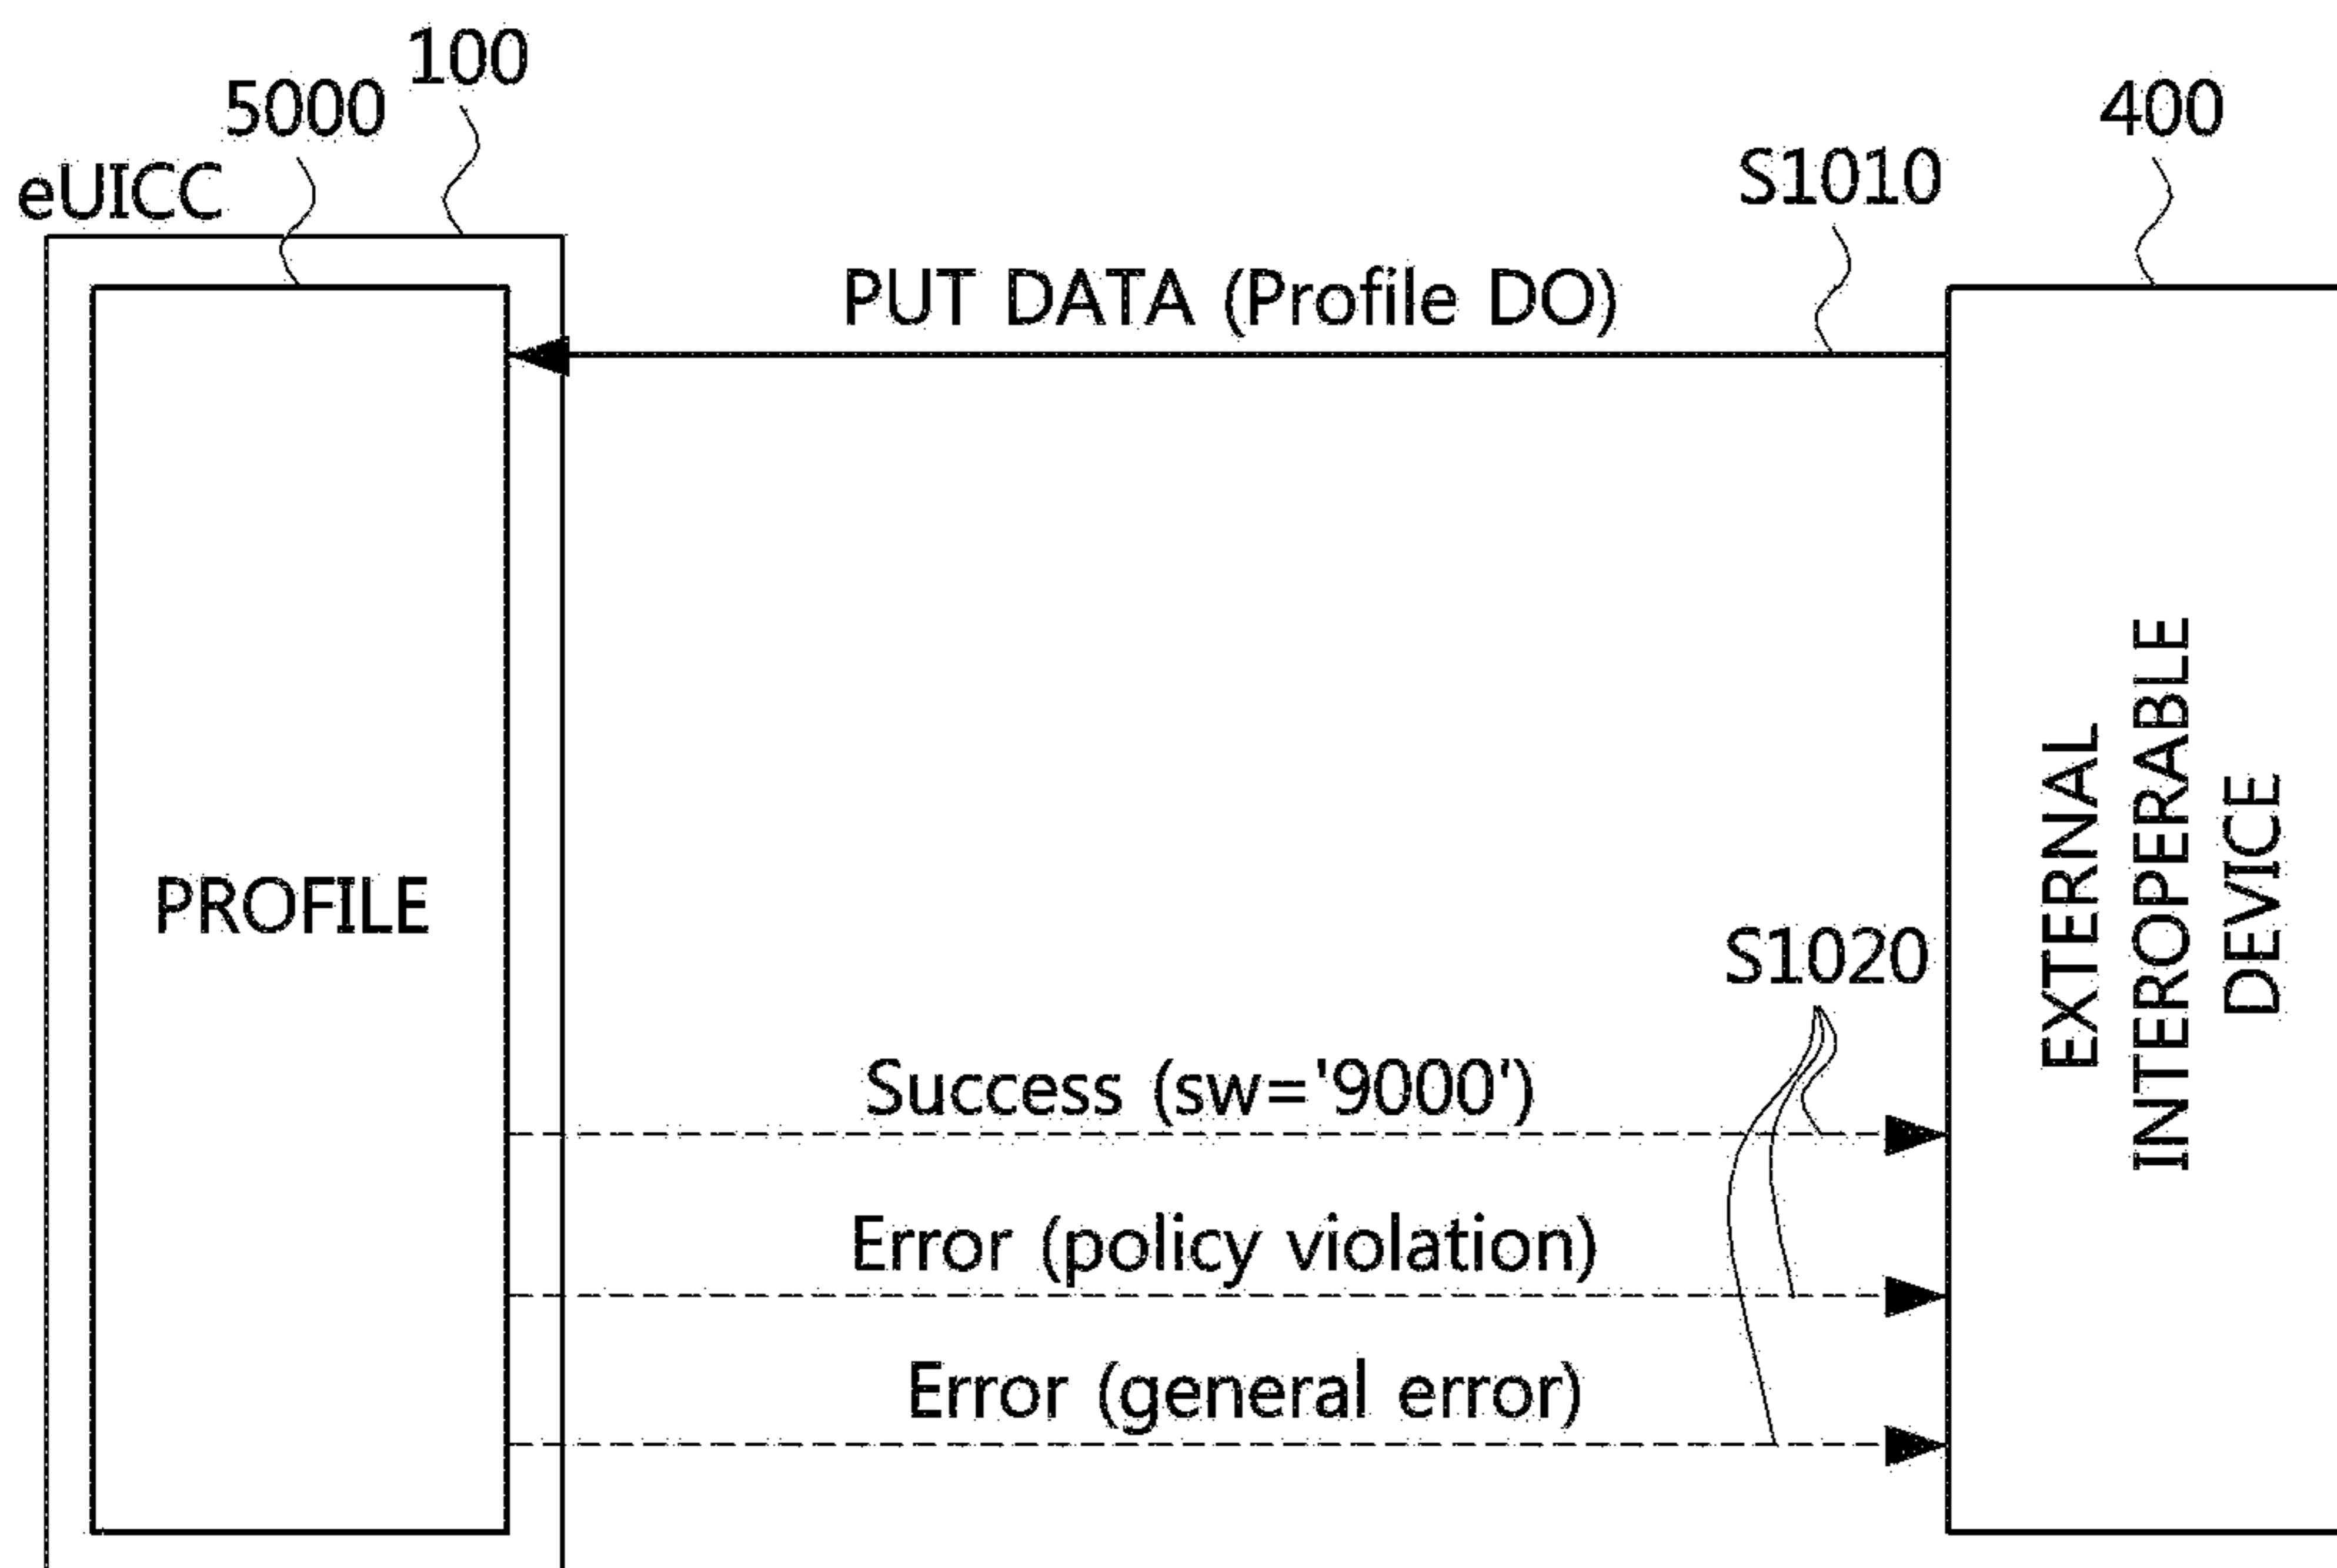 100
5000
400
eUICC
S1010
PUT DATA (Profile DO)
PROFILE
EXTERNAL
INTEROPERABLE
DEVICE
S1020
Success (sw='9000')
Error (policy violation)
Error (general error)